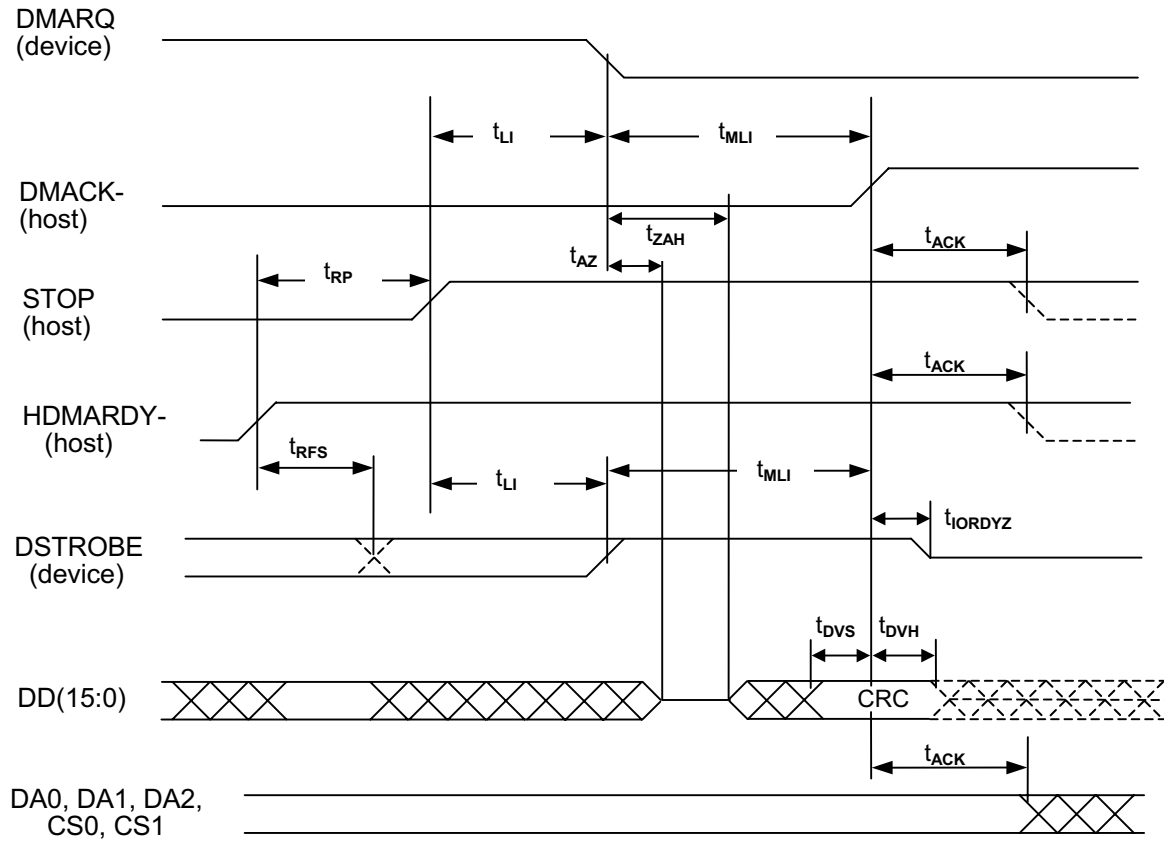 DMARQ
(device)
tLI
tMLI
DMACK-
(host)
tZAH
tAZ
tACK
tRP
STOP
(host)
tACK
HDMARDY-
(host)
tRFS
tLI
tMLI
tIORDYZ
DSTROBE
(device)
tDVS
tDVH
DD(15:0)
CRC
tACK
DA0, DA1, DA2,
CS0, CS1